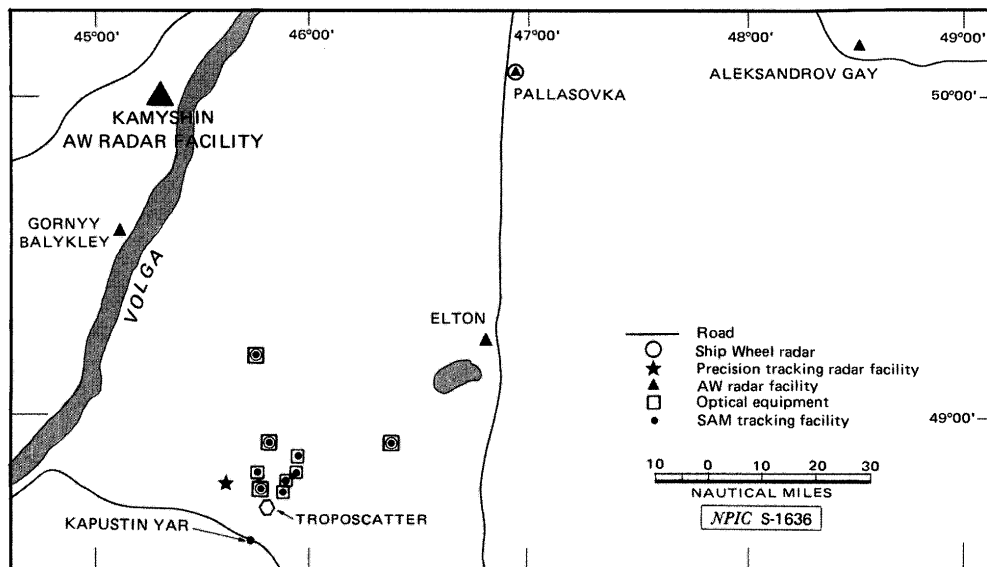 45°00'
46°00'
47°00'
48°00'
49°00'
ALEKSANDROV GAY
PALLASOVKA
50°00'
KAMYSHIN
AW RADAR FACILITY
GORNYY
BALYKLEY
VOLGA
ELTON
Road
Ship Wheel radar
Precision tracking radar facility
AW radar facility
Optical equipment
SAM tracking facility
49°00'
10 0 10 20 30
NAUTICAL MILES
NPIC S-1636
TROPOSCATTER
KAPUSTIN YAR